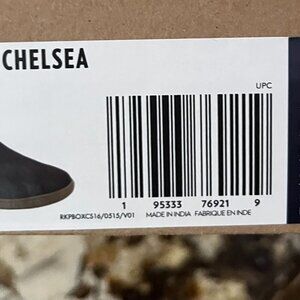 CHELSEA
UPC
1 95333 76921 9
RKPBOXCS16/0515/V01 MADE IN INDIA FABRIQUE EN INDE